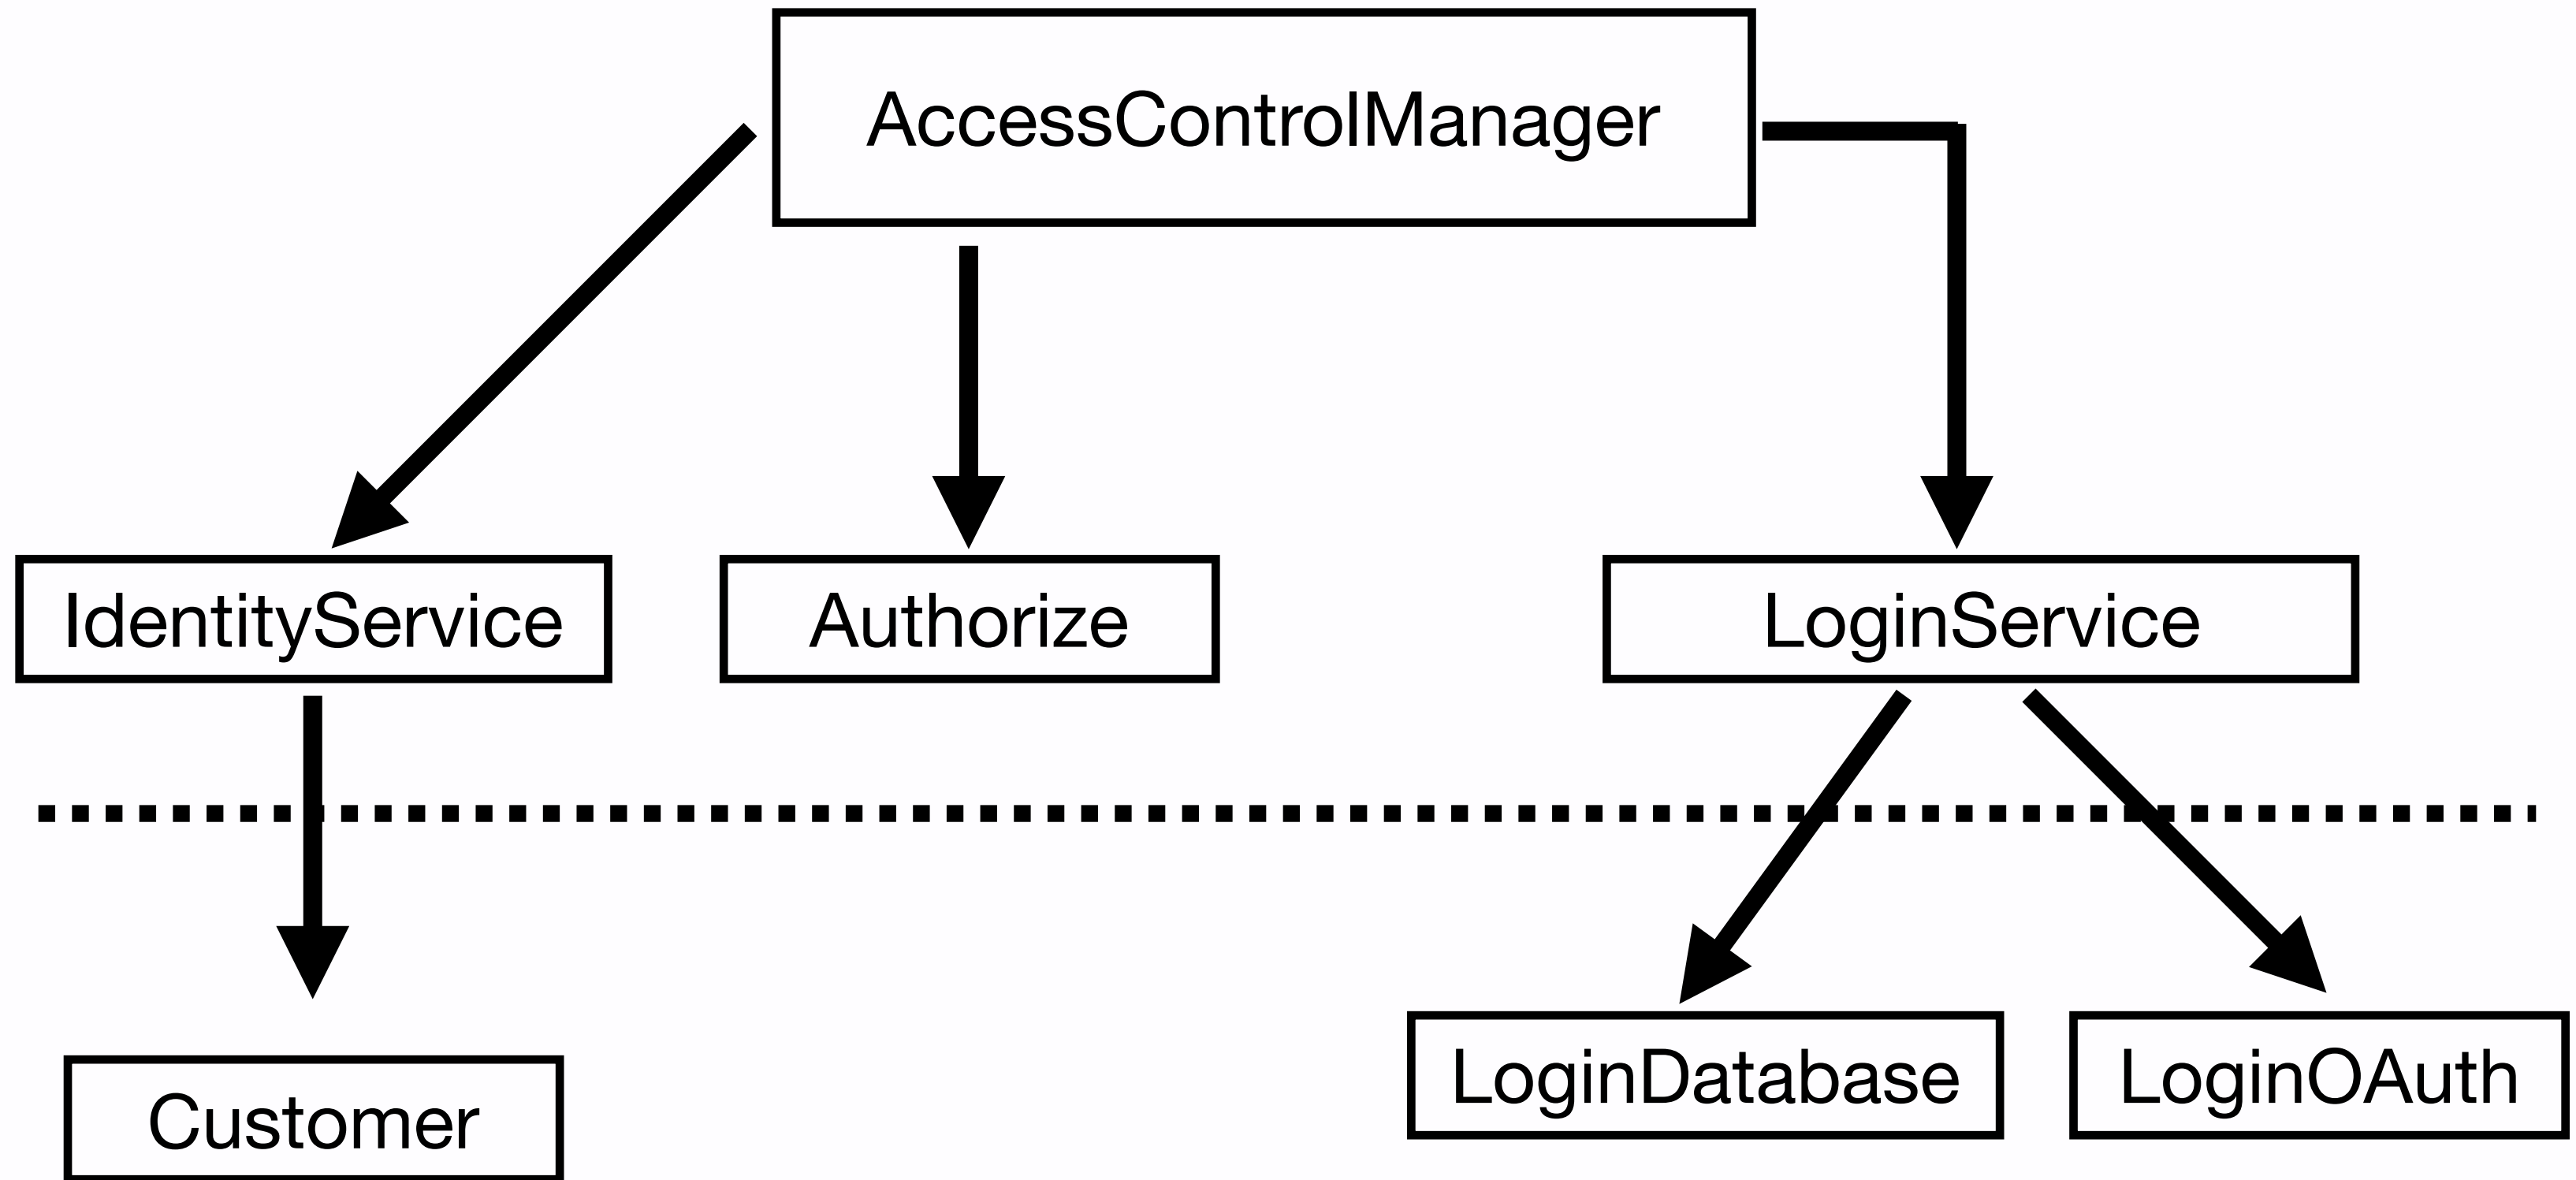 AccessControlManager
IdentityService
Authorize
LoginService
LoginDatabase
LoginOAuth
Customer